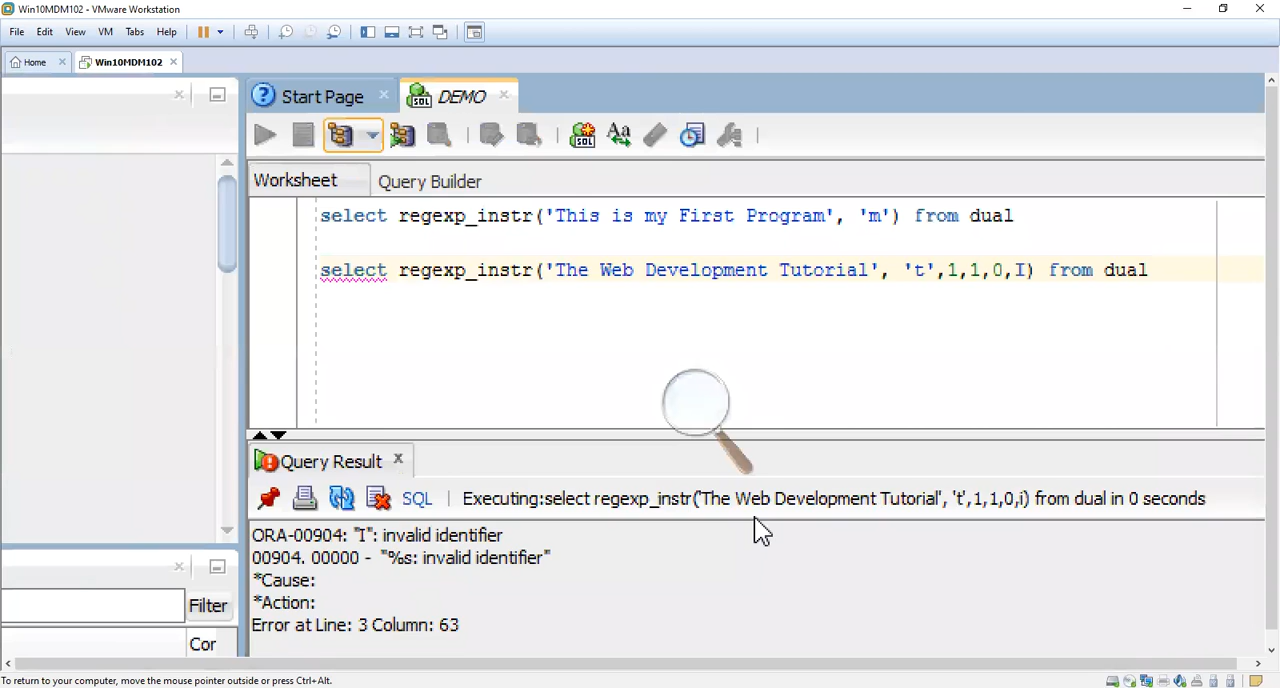 Win10MDM102 - VMware Workstation
File Edit View VM Tabs Help
Home Win10MDM102
Start Page DEMO
SQL
Aa
Worksheet Query Builder
select regexp_instr('This is my First Program', 'm') from dual
select regexp_instr('The Web Development Tutorial', 't',1,1,0,I) from dual
Query Result
SQL | Executing:select regexp_instr('The Web Development Tutorial', 't',1,1,0,i) from dual in 0 seconds
ORA-00904: "I": invalid identifier
00904. 00000 - "%s: invalid identifier"
*Cause:
*Action:
Error at Line: 3 Column: 63
Filter
Cor
To return to your computer, move the mouse pointer outside or press Ctrl+Alt.